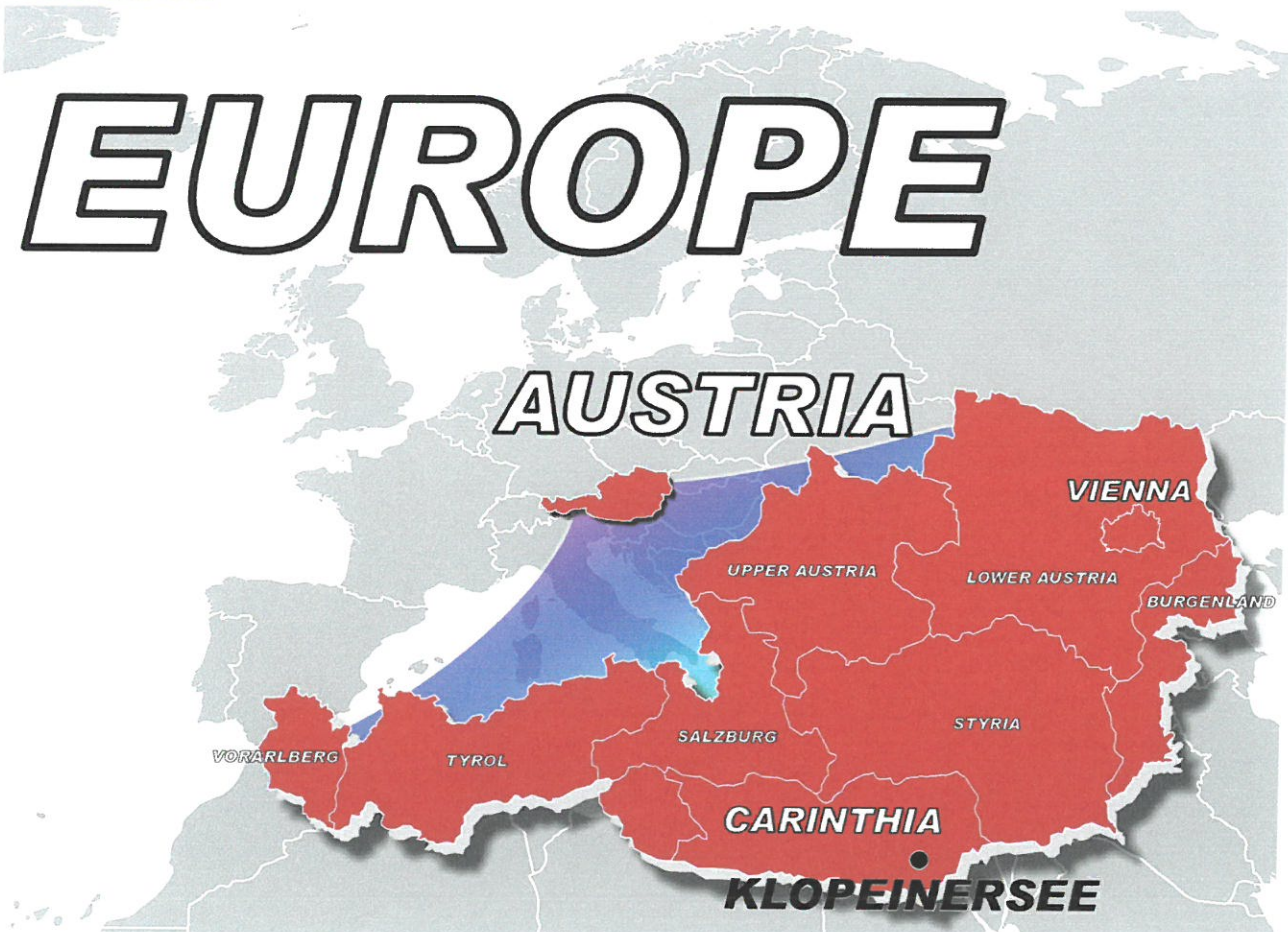 EUROPE
AUSTRIA
VIENNA
UPPER AUSTRIA
LOWER AUSTRIA
BURGENLAND
STYRIA
SALZBURG
VORARLBERG
TYROL
CARINTHIA
KLOPEINERSEE